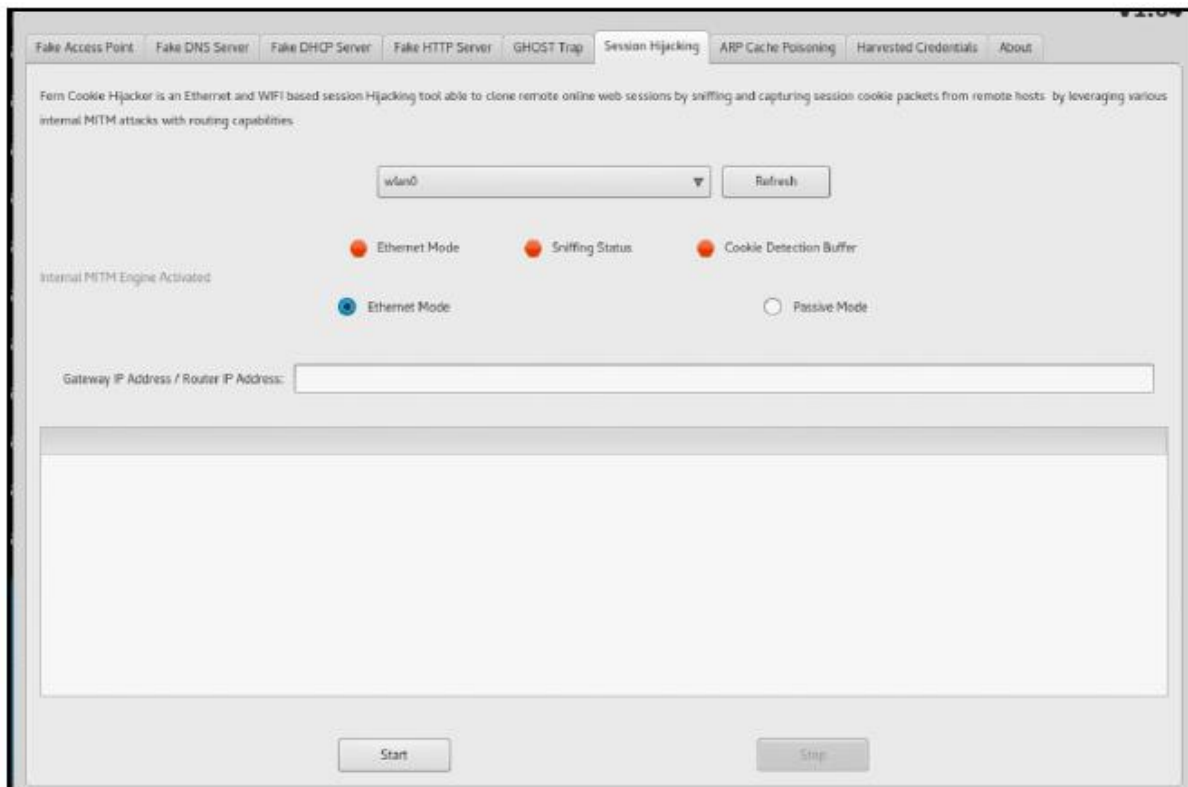 Fake Access Point Fake DNS Server Fake DHCP Server Fake HTTP Server GHOST Trap Session Hijacking ARP Cache Poisoning Harvested Credentials About
Fern Cookie Hijacker is an Ethernet and WIFI based session Hijacking tool able to clone remote online web sessions by sniffing and capturing session cookie packets from remote hosts by leveraging various
internal MITM attacks with routing capabilities
wlan0 Refresh
Ethernet Mode Sniffing Status Cookie Detection Buffer
Internal MITM Engine Activated
Ethernet Mode Passive Mode
Gateway IP Address / Router IP Address:
Start Stop